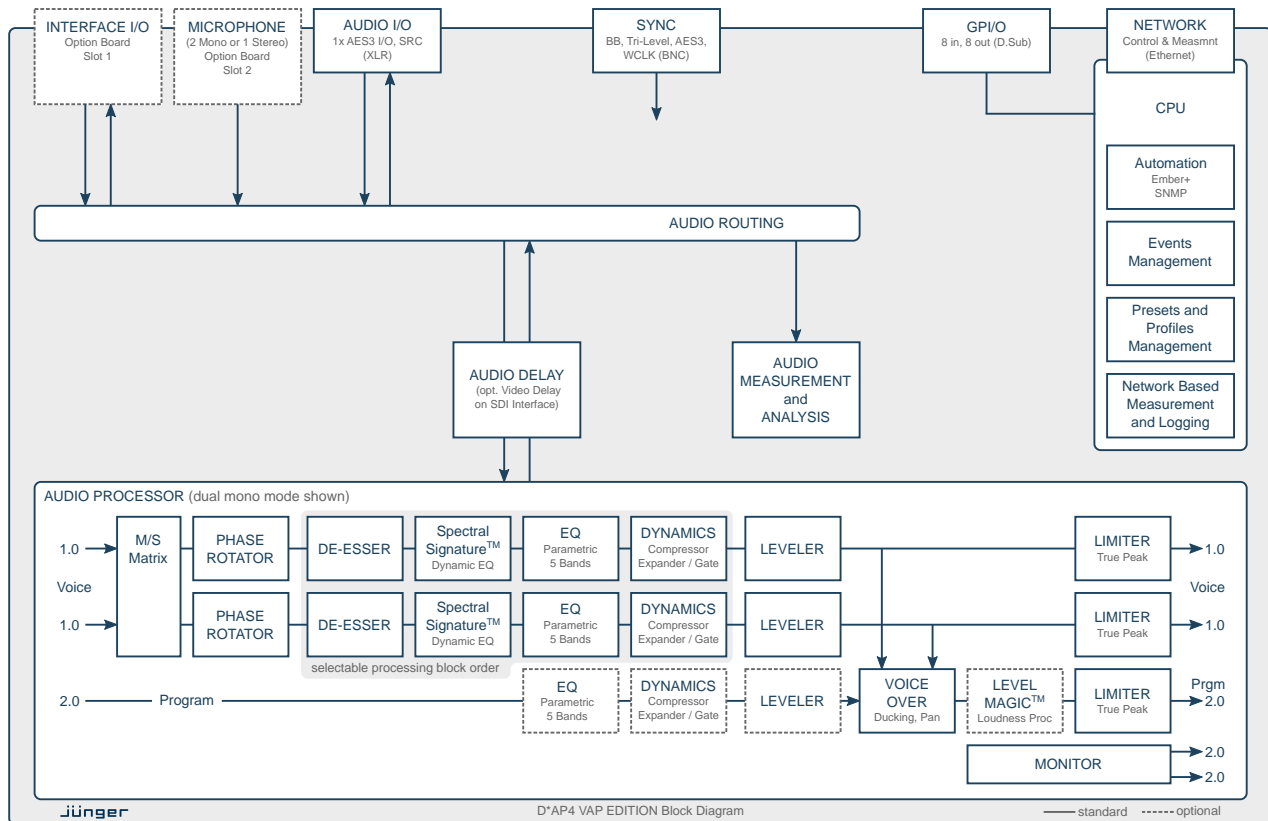 INTERFACE I/O
Option Board
Slot 1
MICROPHONE
(2 Mono or 1 Stereo)
Option Board
Slot 2
AUDIO I/O
1x AES3 I/O, SRC
(XLR)
SYNC
BB, Tri-Level, AES3,
WCLK (BNC)
GPI/O
8 in, 8 out (D.Sub)
NETWORK
Control & Measmnt
(Ethernet)
CPU
Automation
Ember+
SNMP
Events
Management
Presets and
Profiles
Management
Network Based
Measurement
and Logging
AUDIO ROUTING
AUDIO DELAY
(opt. Video Delay
on SDI Interface)
AUDIO
MEASUREMENT
and
ANALYSIS
AUDIO PROCESSOR (dual mono mode shown)
1.0
Voice
1.0
M/S
Matrix
PHASE
ROTATOR
DE-ESSER
Spectral
Signature™
Dynamic EQ
EQ
Parametric
5 Bands
DYNAMICS
Compressor
Expander / Gate
LEVELER
LIMITER
True Peak
1.0
Voice
1.0
PHASE
ROTATOR
DE-ESSER
Spectral
Signature™
Dynamic EQ
EQ
Parametric
5 Bands
DYNAMICS
Compressor
Expander / Gate
LEVELER
LIMITER
True Peak
selectable processing block order
2.0
Program
EQ
Parametric
5 Bands
DYNAMICS
Compressor
Expander / Gate
LEVELER
VOICE
OVER
Ducking, Pan
LEVEL
MAGIC™
Loudness Proc
LIMITER
True Peak
Prgm
2.0
MONITOR
2.0
2.0
jünger
D*AP4 VAP EDITION Block Diagram
standard
optional